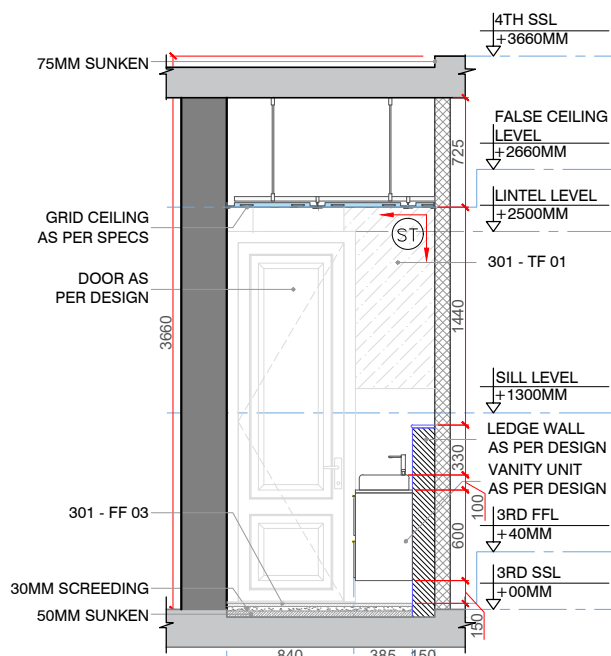 4TH SSL
+3660MM
75MM SUNKEN
FALSE CEILING
LEVEL
+2660MM
725
LINTEL LEVEL
+2500MM
GRID CEILING
AS PER SPECS
ST
301 - TF 01
DOOR AS
PER DESIGN
3660
1440
SILL LEVEL
+1300MM
LEDGE WALL
AS PER DESIGN
330
VANITY UNIT
AS PER DESIGN
100
301 - FF 03
600
3RD FFL
+40MM
30MM SCREEDING
3RD SSL
+00MM
50MM SUNKEN
150
840
385
150